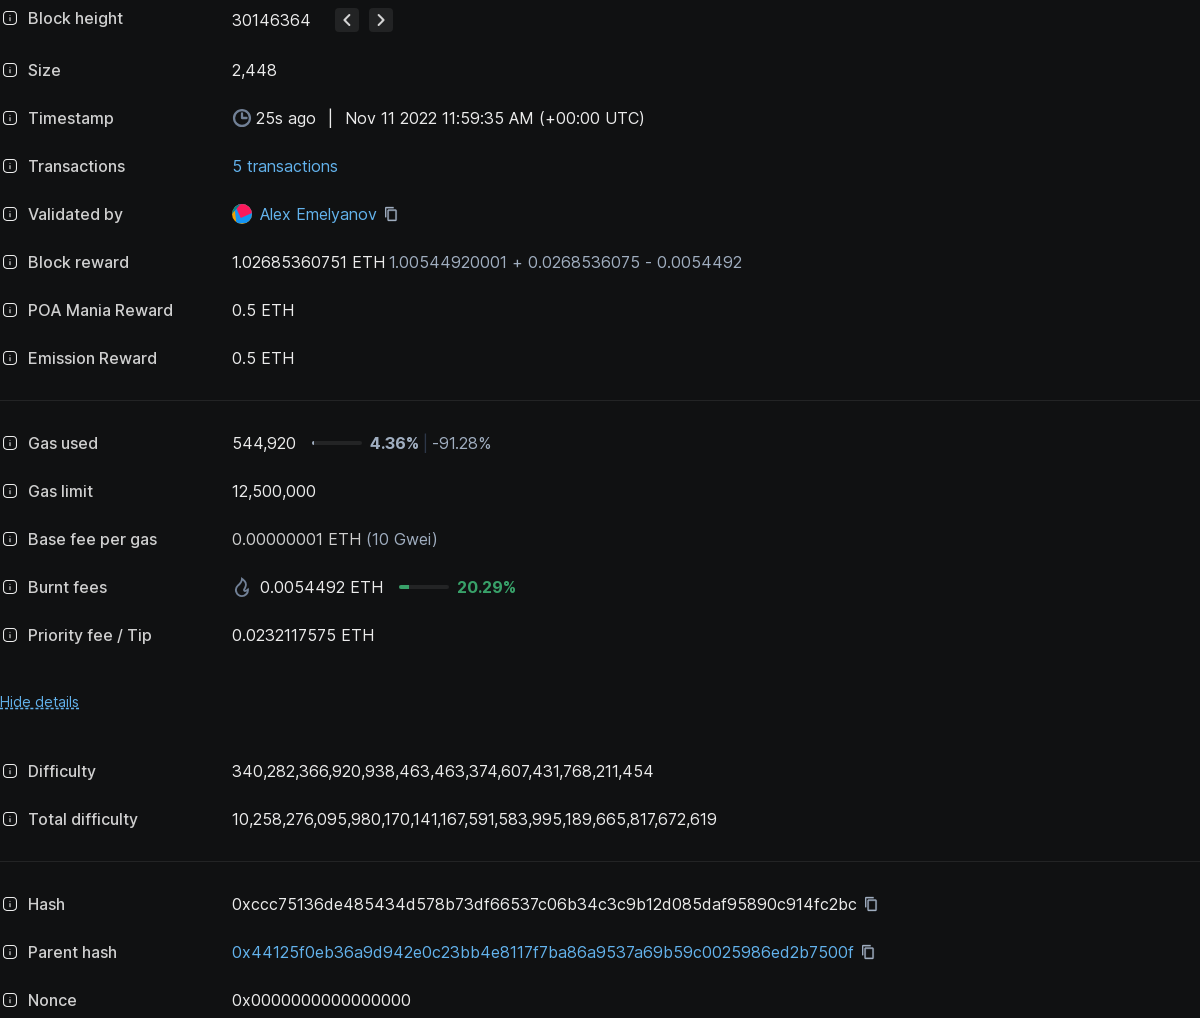 Block height 30146364
Size 2,448
Timestamp 25s ago | Nov 11 2022 11:59:35 AM (+00:00 UTC)
Transactions 5 transactions
Validated by Alex Emelyanov
Block reward 1.02685360751 ETH 1.00544920001 + 0.0268536075 - 0.0054492
POA Mania Reward 0.5 ETH
Emission Reward 0.5 ETH
Gas used 544,920 4.36% -91.28%
Gas limit 12,500,000
Base fee per gas 0.00000001 ETH (10 Gwei)
Burnt fees 0.0054492 ETH 20.29%
Priority fee / Tip 0.0232117575 ETH
Hide details
Difficulty 340,282,366,920,938,463,463,374,607,431,768,211,454
Total difficulty 10,258,276,095,980,170,141,167,591,583,995,189,665,817,672,619
Hash 0xccc75136de485434d578b73df66537c06b34c3c9b12d085daf95890c914fc2bc
Parent hash 0x44125f0eb36a9d942e0c23bb4e8117f7ba86a9537a69b59c0025986ed2b7500f
Nonce 0x0000000000000000